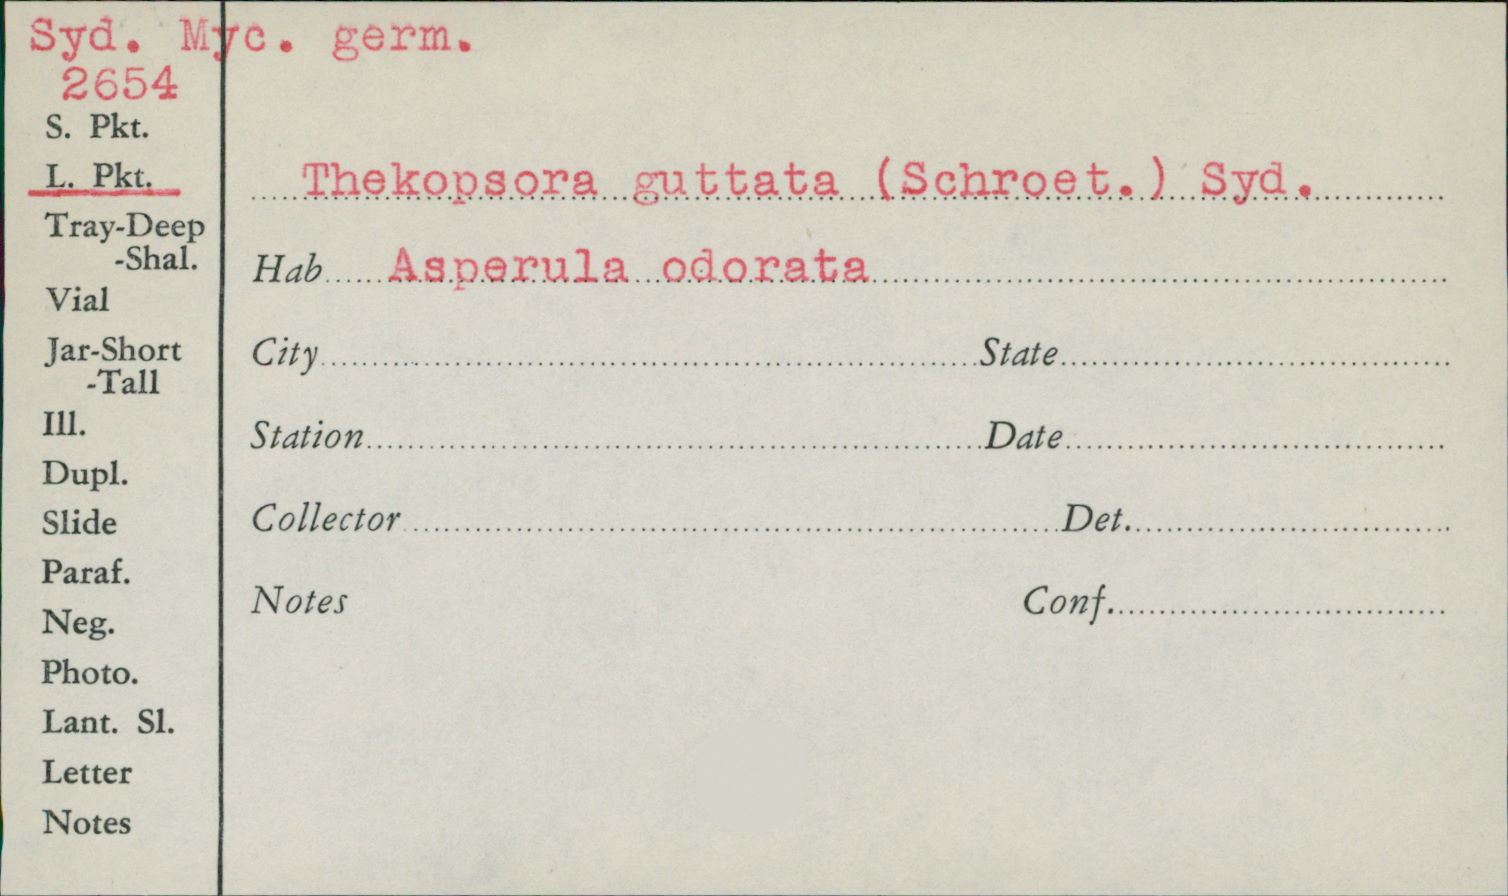 Syd. Myc. germ.
2654
S. Pkt.
L. Pkt.
Tray-Deep
-Shal.
Vial
Jar-Short
-Tall
Ill.
Dupl.
Slide
Paraf.
Neg.
Photo.
Lant. Sl.
Letter
Notes
Thekopsora guttata (Schroet.) Syd.
Hab Asperula odorata
City State
Station Date
Collector Det.
Notes Conf.